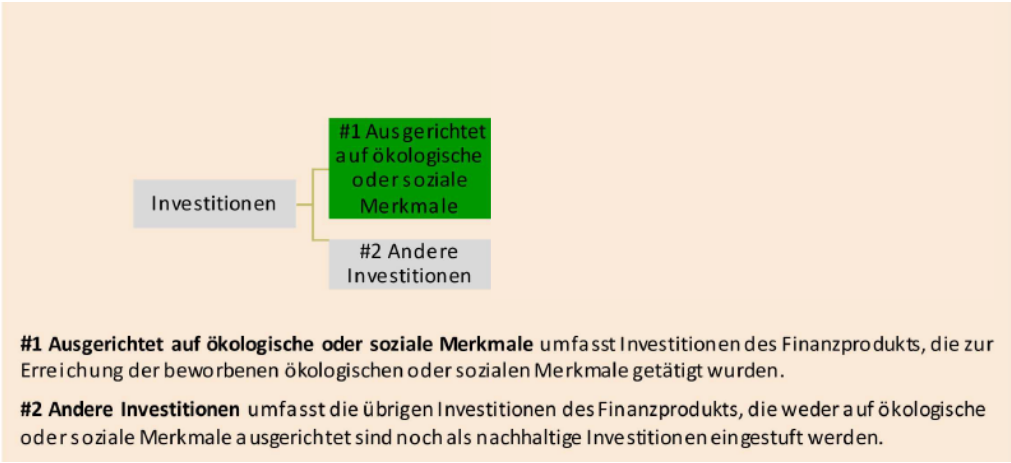 #1 Ausgerichtet
auf ökologische
oder soziale
Merkmale
Investitionen
#2 Andere
Investitionen
#1 Ausgerichtet auf ökologische oder soziale Merkmale umfasst Investitionen des Finanzprodukts, die zur
Erreichung der beworbenen ökologischen oder sozialen Merkmale getätigt wurden.
#2 Andere Investitionen umfasst die übrigen Investitionen des Finanzprodukts, die weder auf ökologische
oder soziale Merkmale ausgerichtet sind noch als nachhaltige Investitionen eingestuft werden.